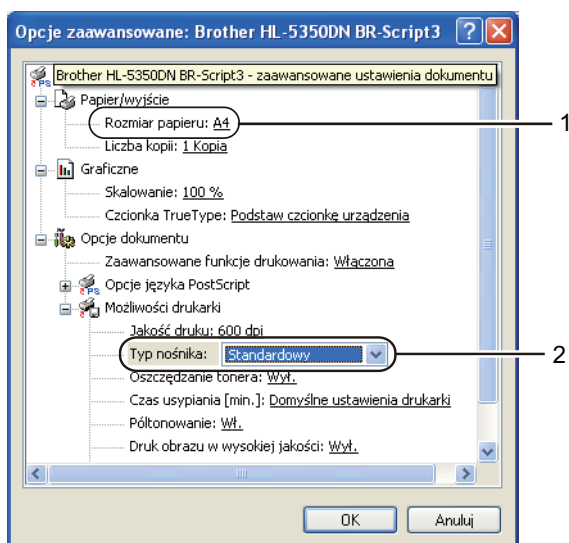 Opcje zaawansowane: Brother HL-5350DN BR-Script3
Brother HL-5350DN BR-Script3 - zaawansowane ustawienia dokumentu
Papier/wyjście
Rozmiar papieru: A4
1
Liczba kopii: 1 Kopia
Graficzne
Skalowanie: 100 %
Czcionka TrueType: Podstaw czcionkę urządzenia
Opcje dokumentu
Zaawansowane funkcje drukowania: Włączona
Opcje języka PostScript
Możliwości drukarki
Jakość druku: 600 dpi
Typ nośnika: Standardowy
2
Oszczędzanie tonera: Wył.
Czas usypiania [min.]: Domyślne ustawienia drukarki
Półtonowanie: Wł.
Druk obrazu w wysokiej jakości: Wył.
OK
Anuluj